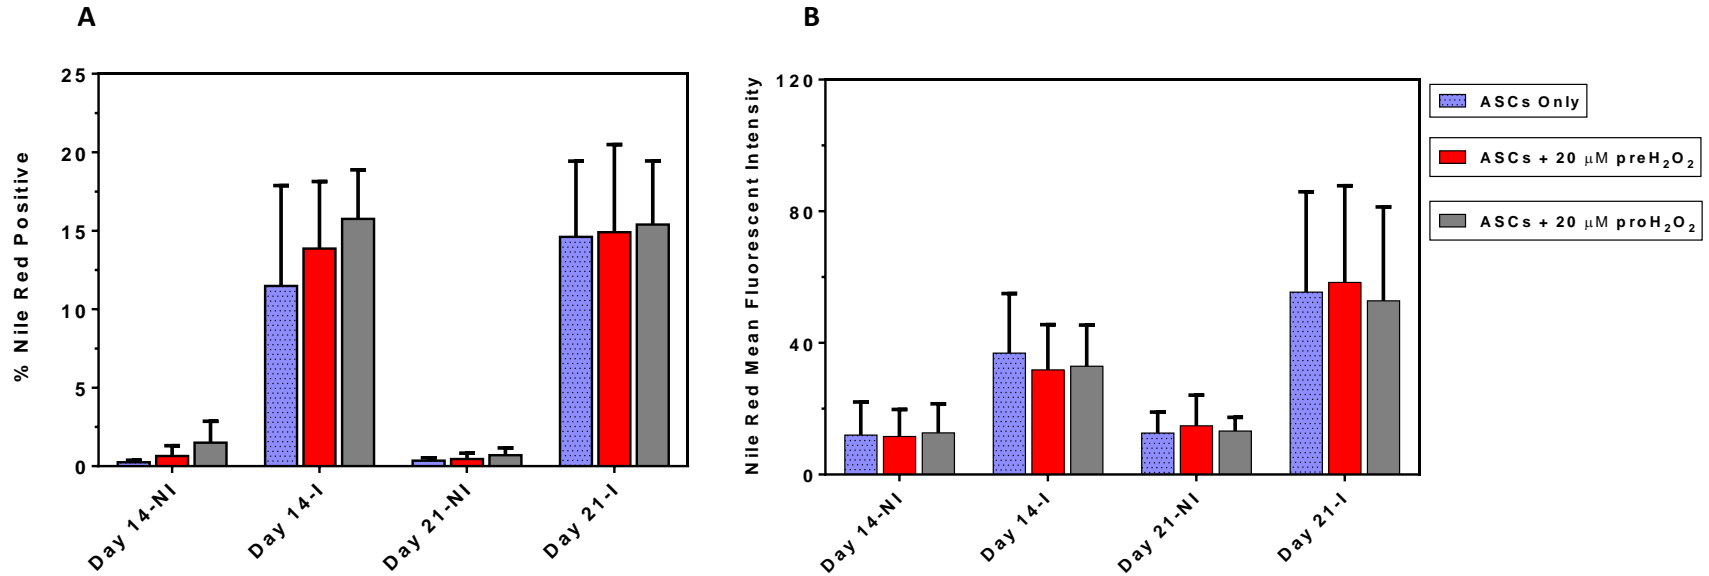 A
B
% Nile Red Positive
25
20
15
10
5
0
Day 14-NI
Day 14-I
Day 21-NI
Day 21-I
Nile Red Mean Fluorescent Intensity
120
80
40
0
Day 14-NI
Day 14-I
Day 21-NI
Day 21-I
ASCs Only
ASCs + 20 μM preH₂O₂
ASCs + 20 μM proH₂O₂